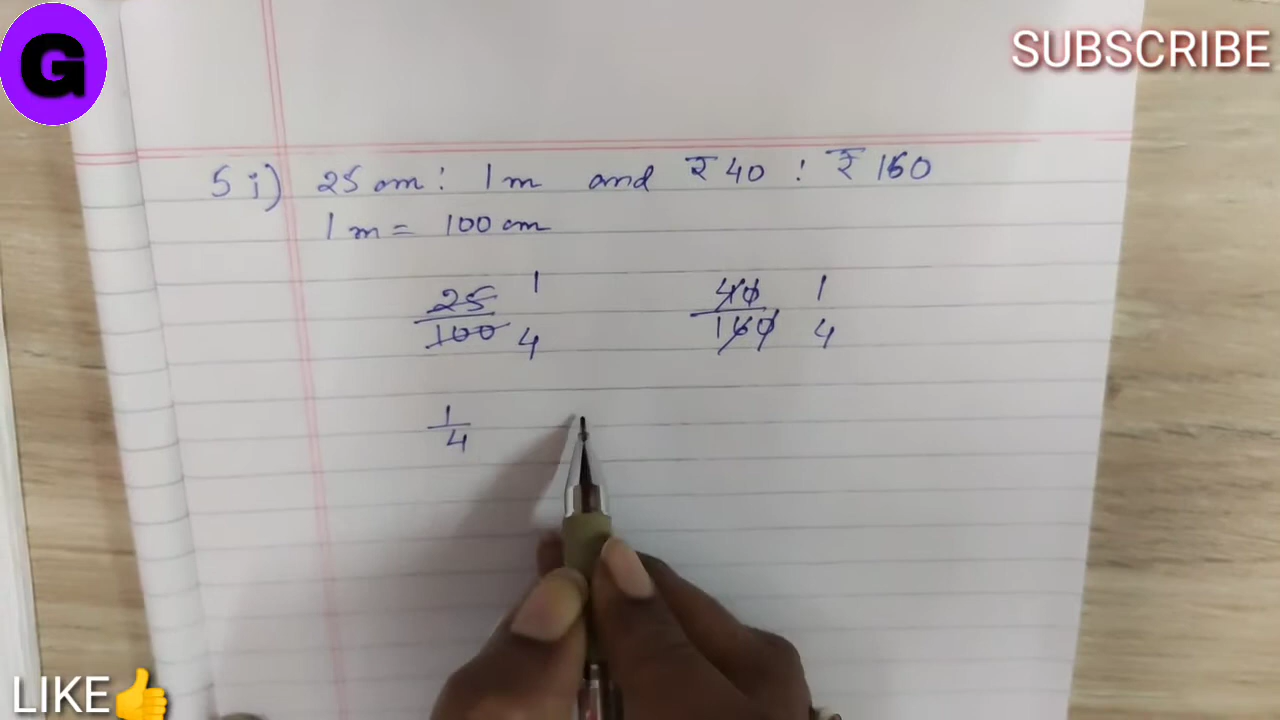 G
SUBSCRIBE
5 i) 25 cm : 1 m and ₹ 40 : ₹ 160
1 m = 100 cm
25 1 40 1
100 4 160 4
1
4
LIKE👍